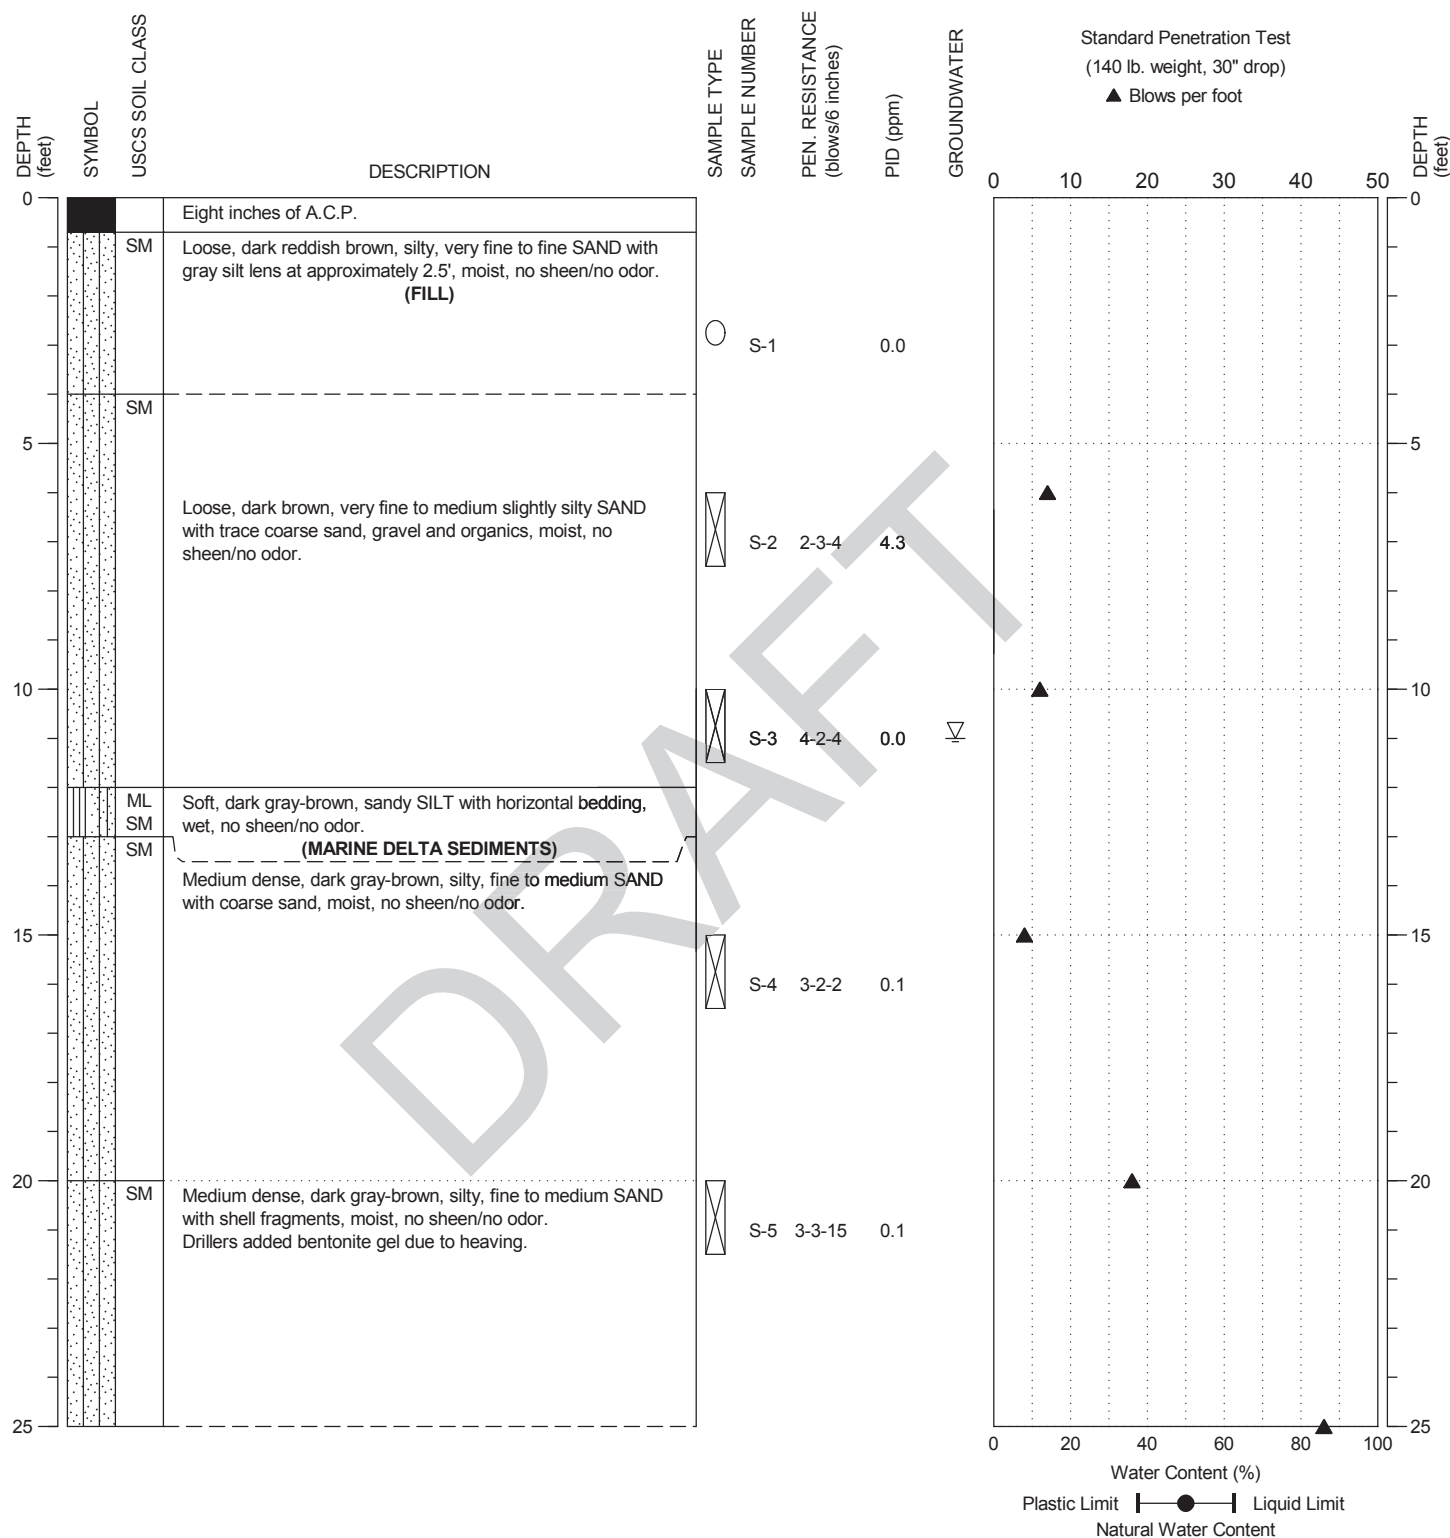 DEPTH
(feet)
SYMBOL
USCS SOIL CLASS
DESCRIPTION
SAMPLE TYPE
SAMPLE NUMBER
PEN. RESISTANCE
(blows/6 inches)
PID (ppm)
GROUNDWATER
Standard Penetration Test
(140 lb. weight, 30" drop)
▲ Blows per foot
DEPTH
(feet)
0 10 20 30 40 50
0 Eight inches of A.C.P. 0
SM Loose, dark reddish brown, silty, very fine to fine SAND with
gray silt lens at approximately 2.5', moist, no sheen/no odor.
(FILL)
S-1 0.0
SM
5 5
Loose, dark brown, very fine to medium slightly silty SAND
with trace coarse sand, gravel and organics, moist, no
sheen/no odor.
S-2 2-3-4 4.3
10 10
S-3 4-2-4 0.0
ML Soft, dark gray-brown, sandy SILT with horizontal bedding,
SM wet, no sheen/no odor.
SM (MARINE DELTA SEDIMENTS)
Medium dense, dark gray-brown, silty, fine to medium SAND
with coarse sand, moist, no sheen/no odor.
15 15
S-4 3-2-2 0.1
20 20
SM Medium dense, dark gray-brown, silty, fine to medium SAND
with shell fragments, moist, no sheen/no odor.
Drillers added bentonite gel due to heaving.
S-5 3-3-15 0.1
25 25
0 20 40 60 80 100
Water Content (%)
Plastic Limit Liquid Limit
Natural Water Content
DRAFT